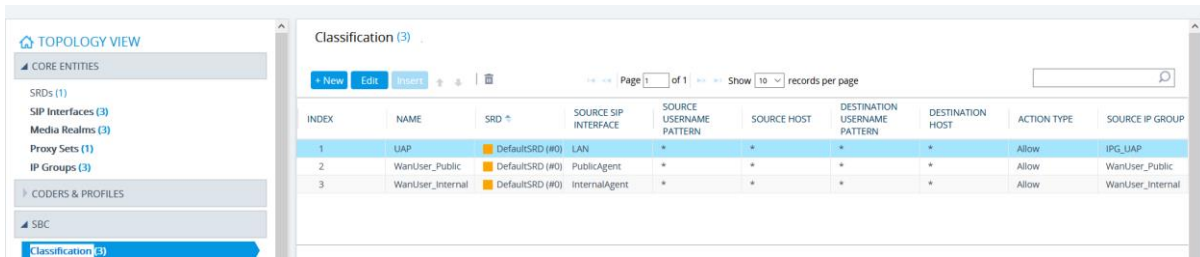 TOPOLOGY VIEW
CORE ENTITIES
SRDs (1)
SIP Interfaces (3)
Media Realms (3)
Proxy Sets (1)
IP Groups (3)
CODERS & PROFILES
SBC
Classification (3)
Classification (3)
+ New Edit Insert Page 1 of 1 Show 10 records per page
INDEX NAME SRD SOURCE SIP INTERFACE SOURCE USERNAME PATTERN SOURCE HOST DESTINATION USERNAME PATTERN DESTINATION HOST ACTION TYPE SOURCE IP GROUP
1 UAP DefaultSRD (#0) LAN * * * * Allow IPG_UAP
2 WanUser_Public DefaultSRD (#0) PublicAgent * * * * Allow WanUser_Public
3 WanUser_Internal DefaultSRD (#0) InternalAgent * * * * Allow WanUser_Internal